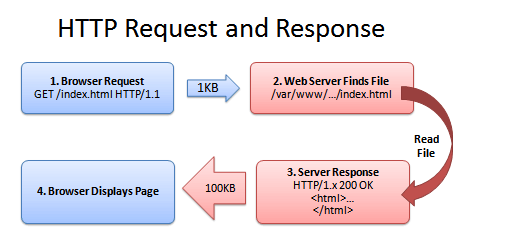 HTTP Request and Response
1. Browser Request
GET /index.html HTTP/1.1
1KB
2. Web Server Finds File
/var/www/.../index.html
Read
File
3. Server Response
HTTP/1.x 200 OK
<html>...
</html>
100KB
4. Browser Displays Page